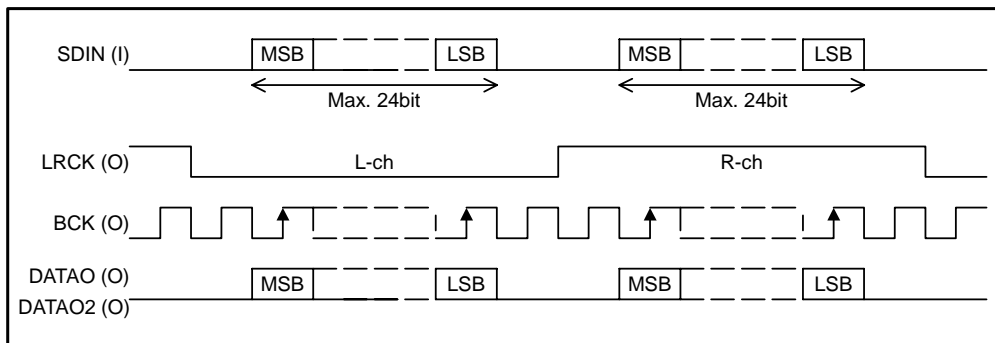 SDIN (I) MSB LSB MSB LSB
Max. 24bit Max. 24bit
LRCK (O) L-ch R-ch
BCK (O)
DATAO (O) MSB LSB MSB LSB
DATAO2 (O)